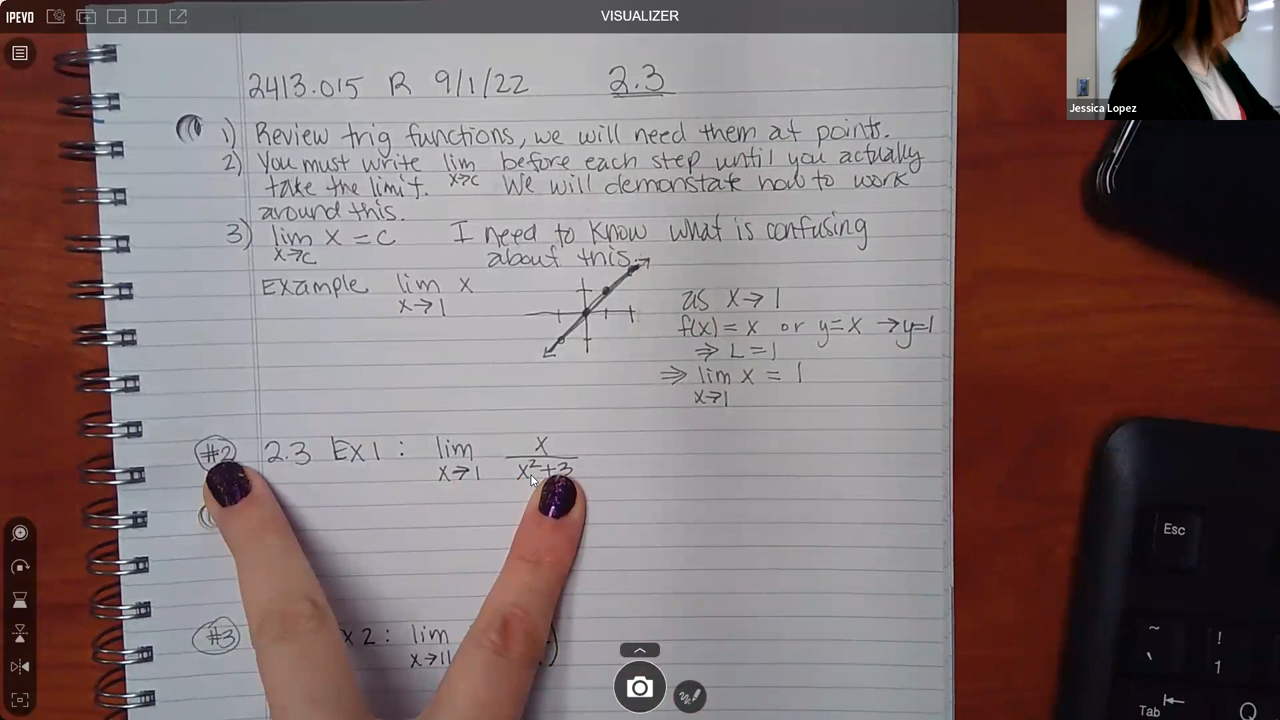 IPEVO
VISUALIZER
Jessica Lopez
2413.015 R 9/1/22 2.3
1) Review trig functions, we will need them at points.
2) You must write lim x→c before each step until you actually
take the limit. We will demonstate how to work
around this.
3) lim x→c x = c I need to know what is confusing
about this.
Example lim x→1 x
as x→1
f(x) = x or y=x → y=1
⇒ L=1
⇒ lim x→1 x = 1
#2 2.3 Ex 1 : lim x→1 x/(x²+3)
#3 x 2 : lim
Esc
~ `
! 1
Tab
Q